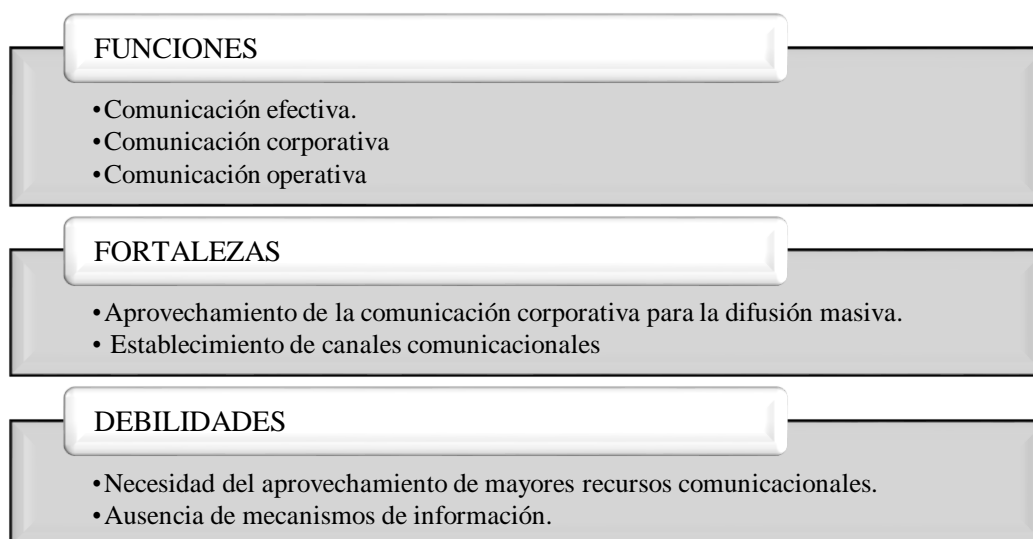 FUNCIONES
•Comunicación efectiva.
•Comunicación corporativa
•Comunicación operativa
FORTALEZAS
•Aprovechamiento de la comunicación corporativa para la difusión masiva.
• Establecimiento de canales comunicacionales
DEBILIDADES
•Necesidad del aprovechamiento de mayores recursos comunicacionales.
•Ausencia de mecanismos de información.